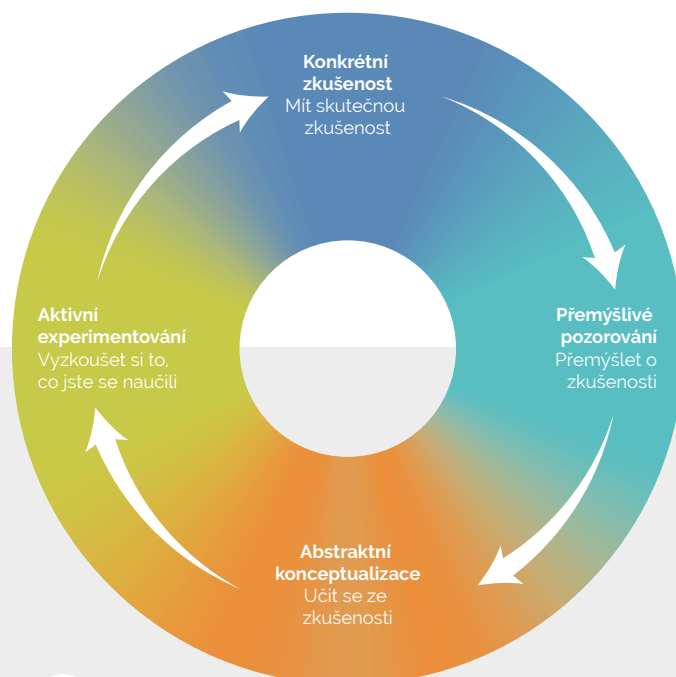 Konkrétní
zkušenost
Mít skutečnou
zkušenost
Přemýšlivé
pozorování
Přemýšlet o
zkušenosti
Abstraktní
konceptualizace
Učit se ze
zkušenosti
Aktivní
experimentování
Vyzkoušet si to,
co jste se naučili